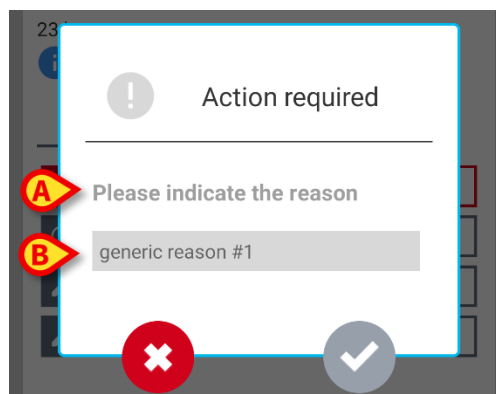 23
i
Action required
A
Please indicate the reason
B
generic reason #1